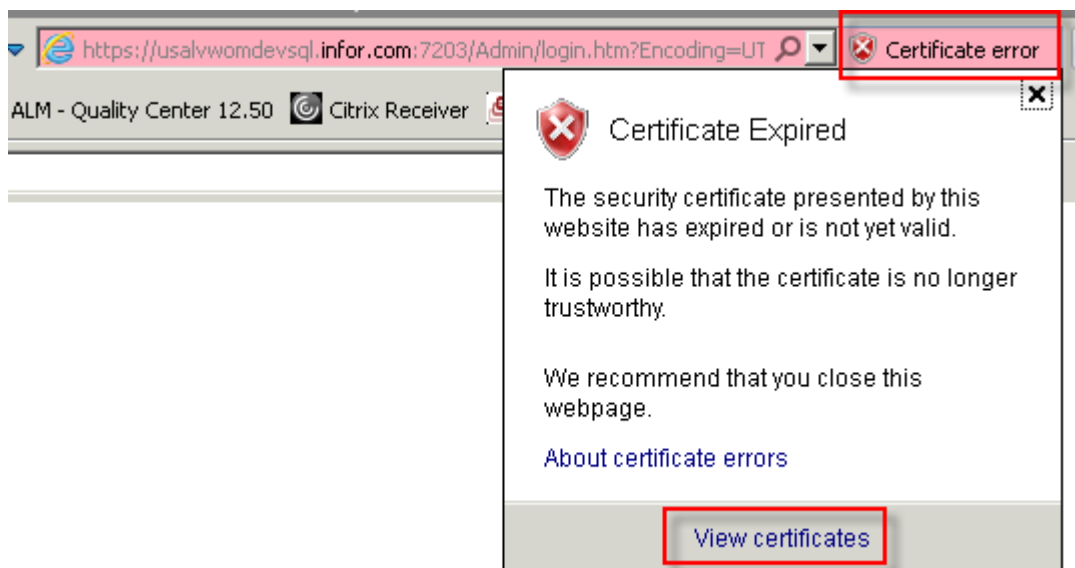 https://usalvwomdevsql.infor.com:7203/Admin/login.htm?Encoding=UT
Certificate error
ALM - Quality Center 12.50 Citrix Receiver
Certificate Expired
The security certificate presented by this
website has expired or is not yet valid.
It is possible that the certificate is no longer
trustworthy.
We recommend that you close this
webpage.
About certificate errors
View certificates